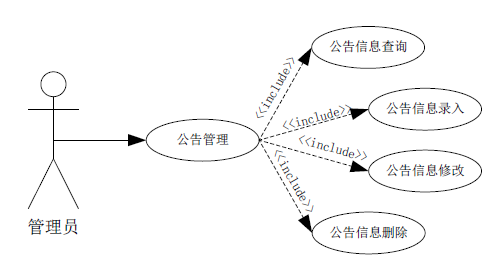 公告信息查询
<<include>>
公告信息录入
<<include>>
公告管理
<<include>>
公告信息修改
<<include>>
公告信息删除
管理员